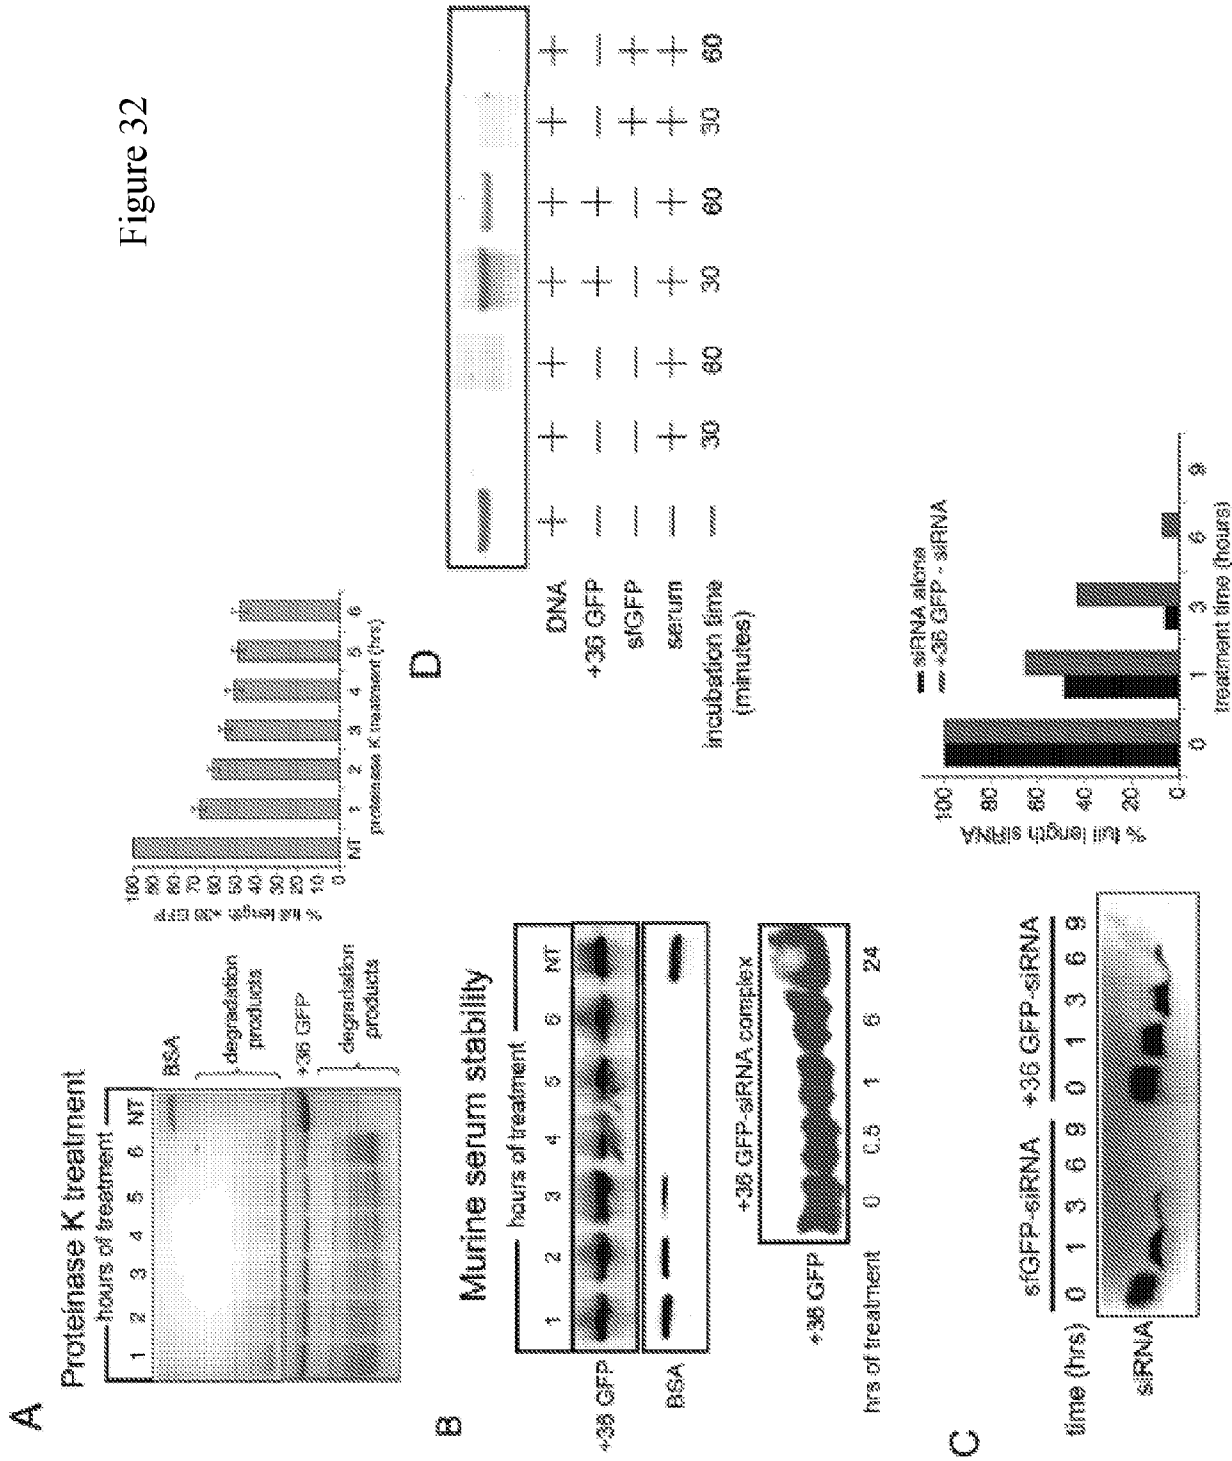 Figure 32
A
Proteinase K treatment
hours of treatment
1 2 3 4 5 6 NT
BSA
degradation
products
+36 GFP
degradation
products
% full length +36 GFP
100
90
80
70
60
50
40
30
20
10
0
NT 1 2 3 4 5 6
proteinase K treatment (hrs)
B
Murine serum stability
hours of treatment
1 2 3 4 5 6 NT
+36 GFP
BSA
+36 GFP-siRNA complex
+36 GFP
hrs of treatment 0 0.5 1 6 24
C
sfGFP-siRNA +36 GFP-siRNA
time (hrs) 0 1 3 6 9 0 1 3 6 9
siRNA
% full length siRNA
100
80
60
40
20
0
siRNA alone
+36 GFP - siRNA
0 1 3 6 9
treatment time (hours)
D
DNA + + + + + + +
+36 GFP − − − + + − −
sfGFP − − − − − + +
serum − + + + + + +
incubation time − 30 60 30 60 30 60
(minutes)